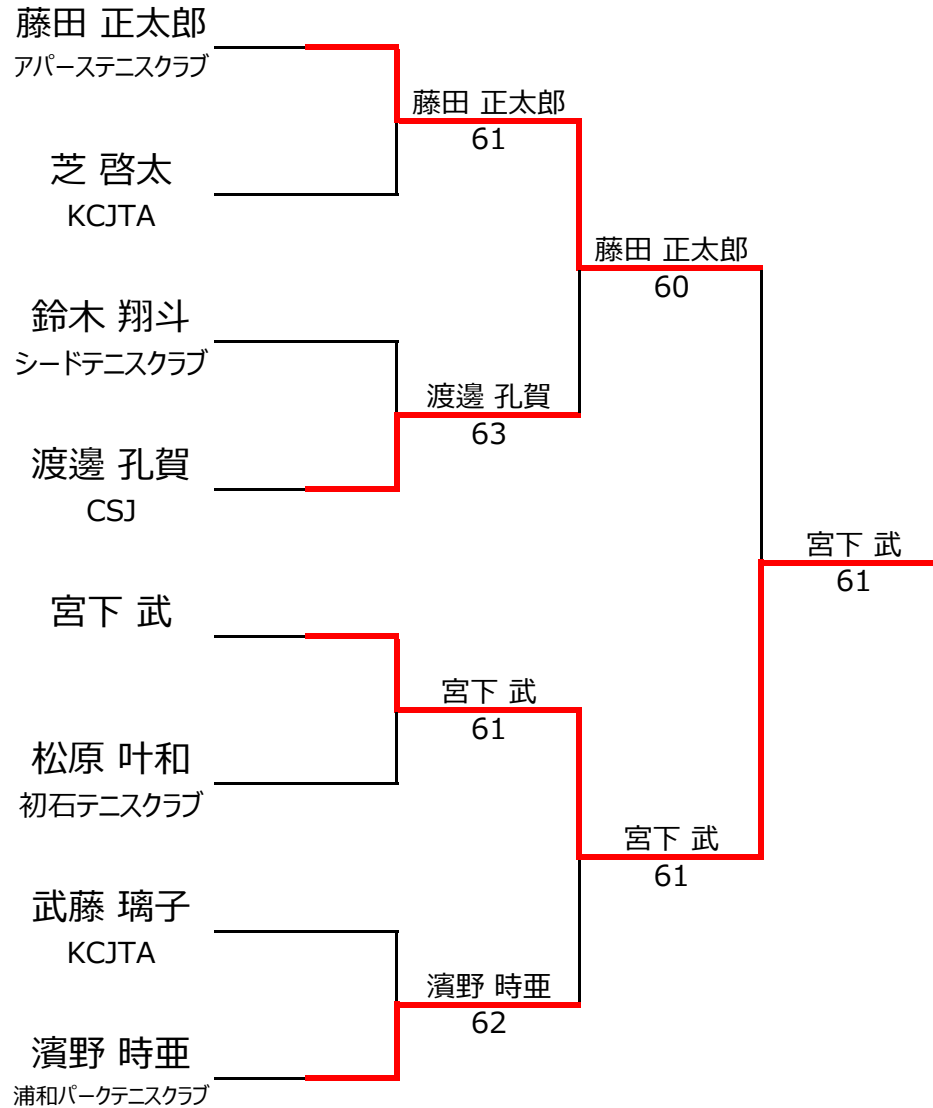 藤田 正太郎
アパーステニスクラブ
藤田 正太郎
61
芝 啓太
KCJTA
藤田 正太郎
60
鈴木 翔斗
シードテニスクラブ
渡邊 孔賀
63
渡邊 孔賀
CSJ
宮下 武
61
宮下 武
宮下 武
61
松原 叶和
初石テニスクラブ
宮下 武
61
武藤 璃子
KCJTA
濱野 時亜
62
濱野 時亜
浦和パークテニスクラブ